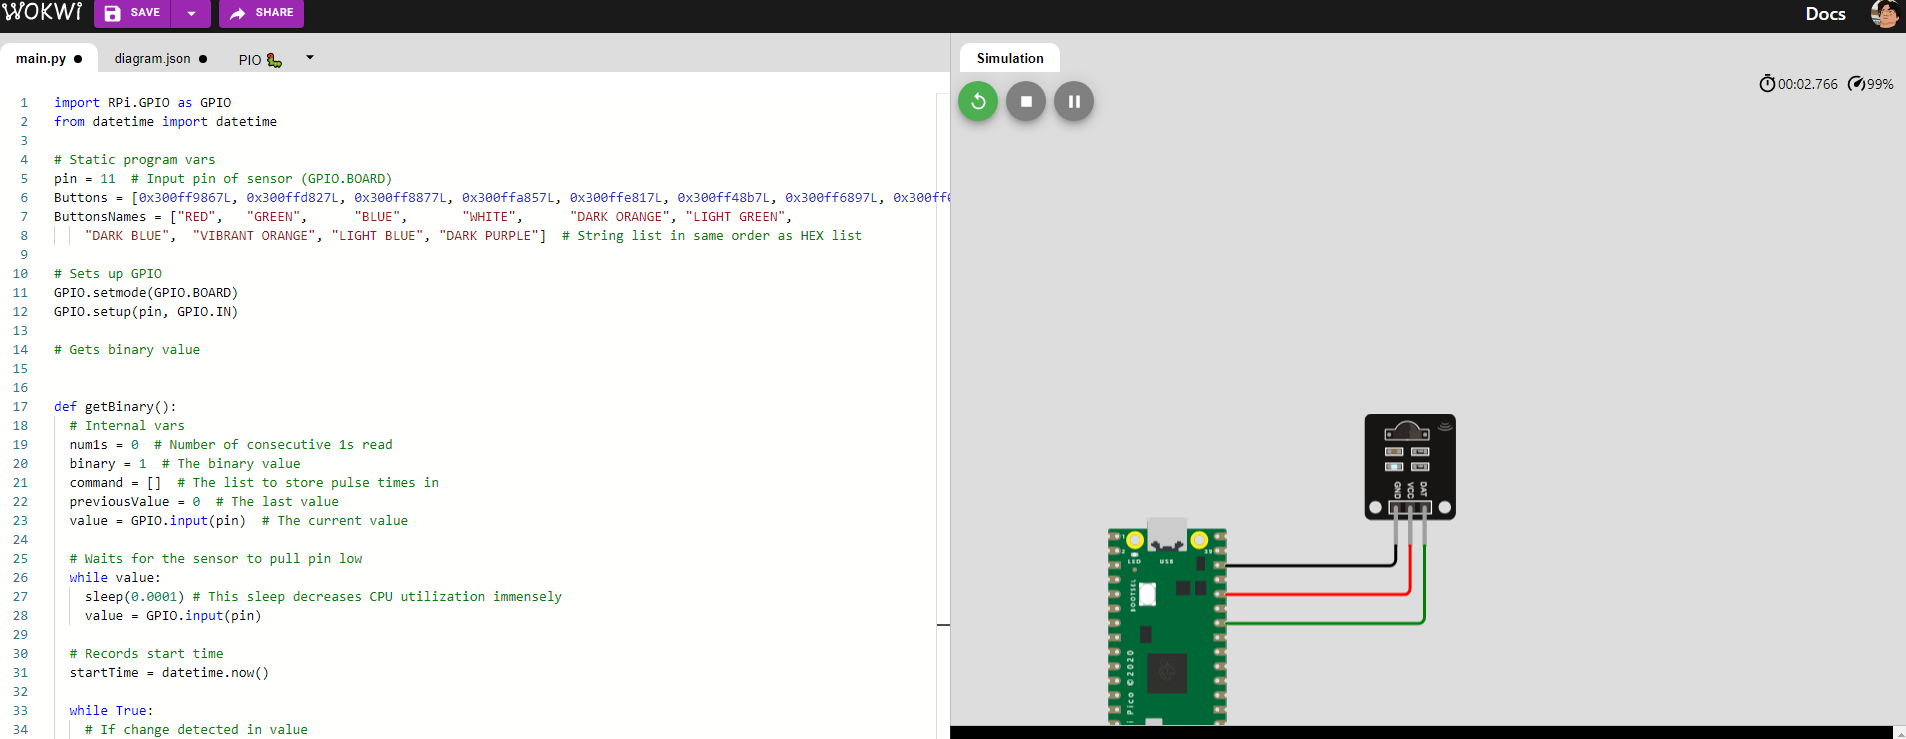 WOKWi
SAVE
SHARE
Docs
main.py
diagram.json
PIO
Simulation
00:02.766
99%
1 import RPi.GPIO as GPIO
2 from datetime import datetime
3
4 # Static program vars
5 pin = 11  # Input pin of sensor (GPIO.BOARD)
6 Buttons = [0x300ff9867L, 0x300ffd827L, 0x300ff8877L, 0x300ffa857L, 0x300ffe817L, 0x300ff48b7L, 0x300ff6897L, 0x300ff
7 ButtonsNames = ["RED",   "GREEN",      "BLUE",       "WHITE",      "DARK ORANGE", "LIGHT GREEN",
8 "DARK BLUE",  "VIBRANT ORANGE", "LIGHT BLUE", "DARK PURPLE"]  # String list in same order as HEX list
9
10 # Sets up GPIO
11 GPIO.setmode(GPIO.BOARD)
12 GPIO.setup(pin, GPIO.IN)
13
14 # Gets binary value
15
16
17 def getBinary():
18 # Internal vars
19 num1s = 0  # Number of consecutive 1s read
20 binary = 1  # The binary value
21 command = []  # The list to store pulse times in
22 previousValue = 0  # The last value
23 value = GPIO.input(pin)  # The current value
24
25 # Waits for the sensor to pull pin low
26 while value:
27 sleep(0.0001) # This sleep decreases CPU utilization immensely
28 value = GPIO.input(pin)
29
30 # Records start time
31 startTime = datetime.now()
32
33 while True:
34 # If change detected in value
GND
VCC
DAT
1
2
39
LED
USB
BOOTSEL
i Pico ©2020